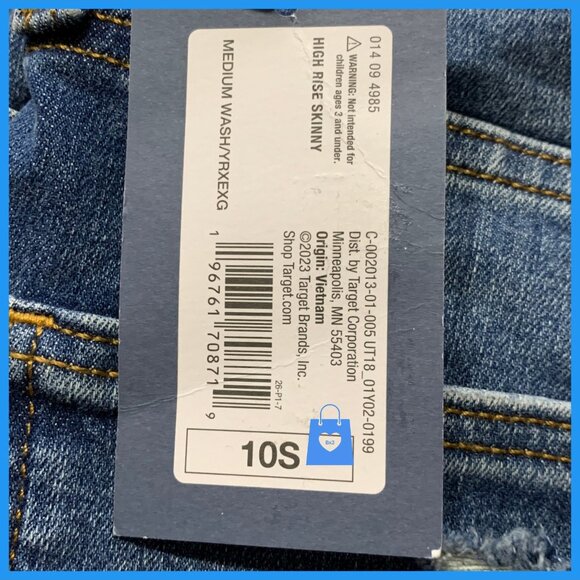 014 09 4985
⚠ WARNING: Not intended for
children ages 3 and under.
HIGH RISE SKINNY
MEDIUM WASH/YRXEXG
C-002013-01-005 UT18_01Y02-0199
Dist. by Target Corporation
Minneapolis, MN 55403
Origin: Vietnam
©2023 Target Brands, Inc.
Shop Target.com
1 96761 70871 9
26-P1-7
10S